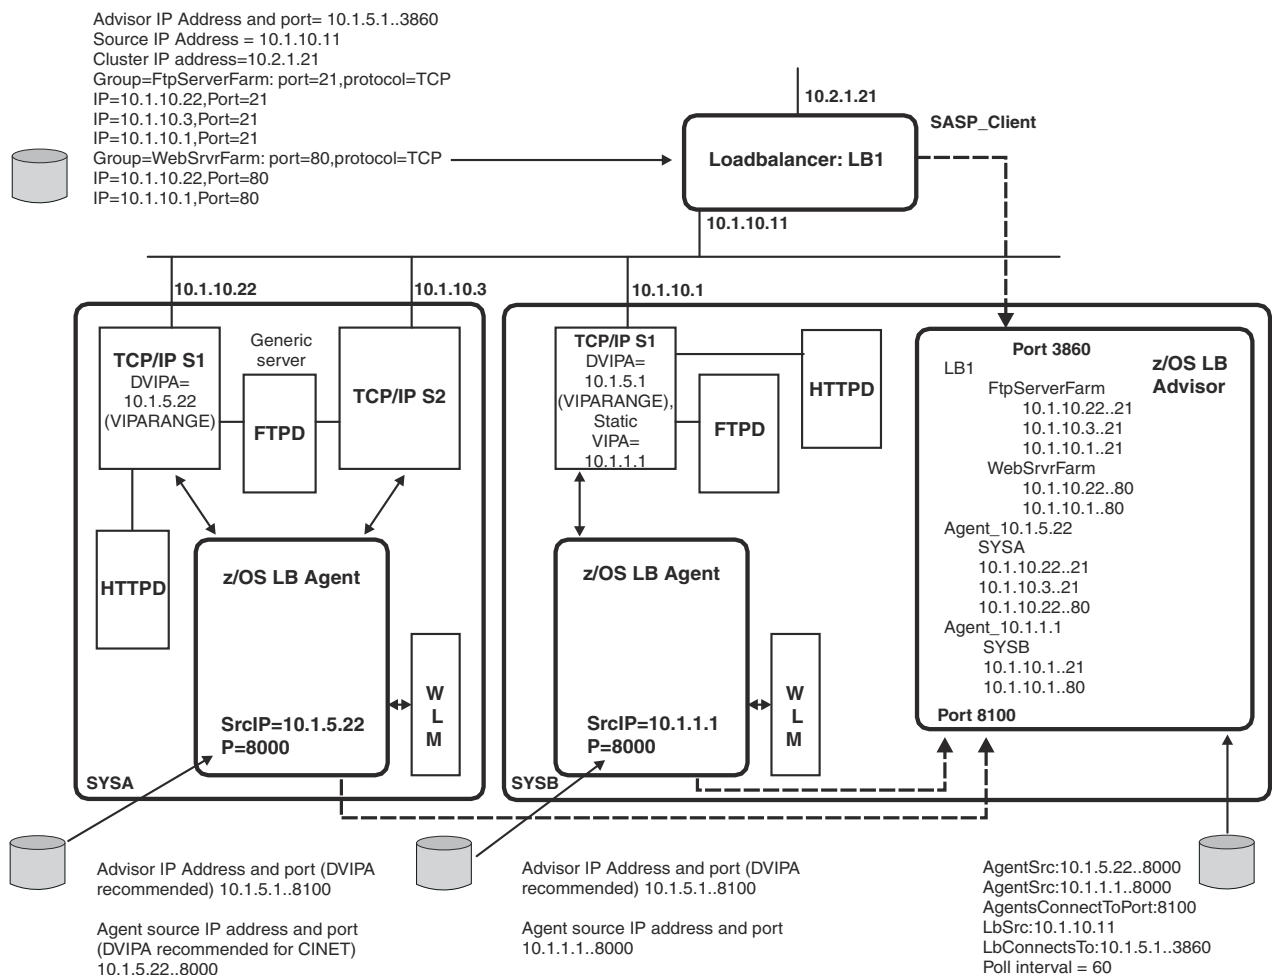 Advisor IP Address and port= 10.1.5.1..3860
Source IP Address = 10.1.10.11
Cluster IP address=10.2.1.21
Group=FtpServerFarm: port=21,protocol=TCP
IP=10.1.10.22,Port=21
IP=10.1.10.3,Port=21
IP=10.1.10.1,Port=21
Group=WebSrvrFarm: port=80,protocol=TCP
IP=10.1.10.22,Port=80
IP=10.1.10.1,Port=80
10.2.1.21
SASP_Client
Loadbalancer: LB1
10.1.10.11
10.1.10.22
10.1.10.3
10.1.10.1
TCP/IP S1
DVIPA=
10.1.5.22
(VIPARANGE)
Generic
server
FTPD
TCP/IP S2
HTTPD
z/OS LB Agent
SrcIP=10.1.5.22
P=8000
W
L
M
SYSA
TCP/IP S1
DVIPA=
10.1.5.1
(VIPARANGE),
Static
VIPA=
10.1.1.1
FTPD
HTTPD
z/OS LB Agent
SrcIP=10.1.1.1
P=8000
W
L
M
SYSB
Port 3860
z/OS LB
Advisor
LB1
FtpServerFarm
10.1.10.22..21
10.1.10.3..21
10.1.10.1..21
WebSrvrFarm
10.1.10.22..80
10.1.10.1..80
Agent_10.1.5.22
SYSA
10.1.10.22..21
10.1.10.3..21
10.1.10.22..80
Agent_10.1.1.1
SYSB
10.1.10.1..21
10.1.10.1..80
Port 8100
Advisor IP Address and port (DVIPA
recommended) 10.1.5.1..8100
Agent source IP address and port
(DVIPA recommended for CINET)
10.1.5.22..8000
Advisor IP Address and port (DVIPA
recommended) 10.1.5.1..8100
Agent source IP address and port
10.1.1.1..8000
AgentSrc:10.1.5.22..8000
AgentSrc:10.1.1.1..8000
AgentsConnectToPort:8100
LbSrc:10.1.10.11
LbConnectsTo:10.1.5.1..3860
Poll interval = 60